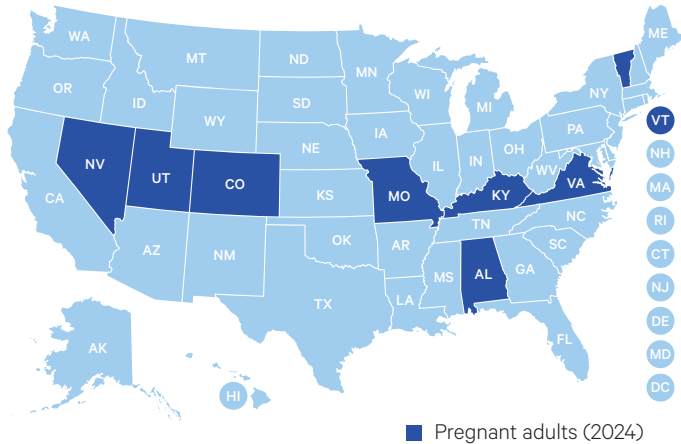 WA
MT
ND
MN
ME
OR
ID
SD
WI
MI
NY
WY
IA
PA
VT
NV
UT
CO
NE
IL
IN
OH
NH
CA
KS
MO
KY
WV
VA
MA
AZ
NM
OK
AR
TN
NC
RI
TX
LA
MS
AL
GA
SC
CT
NJ
AK
HI
FL
DE
MD
DC
Pregnant adults (2024)